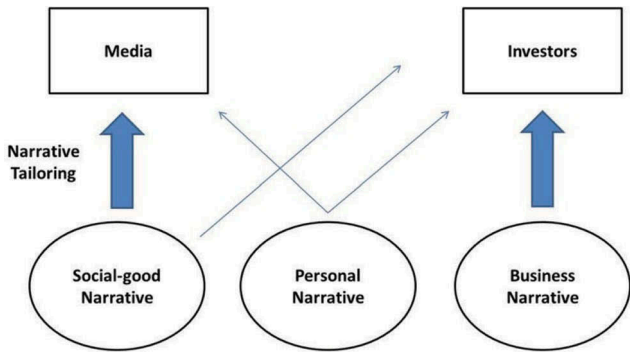 Media
Investors
Narrative
Tailoring
Social-good
Narrative
Personal
Narrative
Business
Narrative